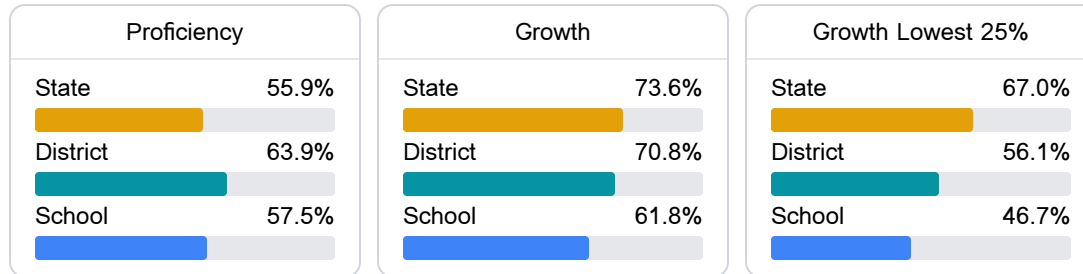 Proficiency
State 55.9%
District 63.9%
School 57.5%
Growth
State 73.6%
District 70.8%
School 61.8%
Growth Lowest 25%
State 67.0%
District 56.1%
School 46.7%